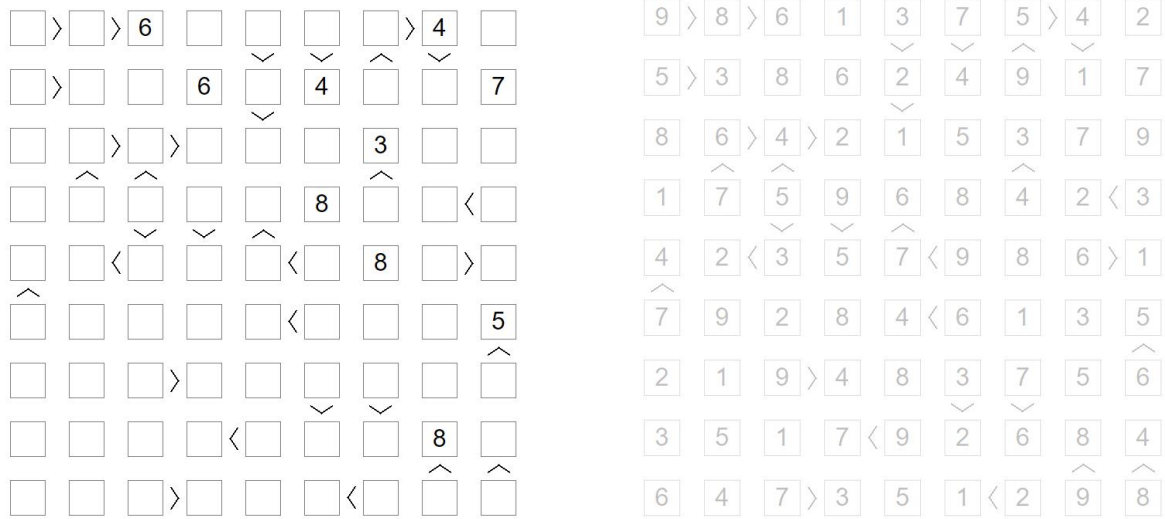 > > 6 > 4
∨ ∨ ∧ ∨
> 6 4 7
∨
> > 3
∧ ∧ ∧
8 <
∨ ∨ ∧
< < 8 >
∧
< 5
∧
>
∨ ∨
< 8
∧ ∧
> <
9 > 8 > 6 1 3 7 5 > 4 2
∨ ∨ ∧ ∨
5 > 3 8 6 2 4 9 1 7
∨
8 6 > 4 > 2 1 5 3 7 9
∧ ∧ ∧
1 7 5 9 6 8 4 2 < 3
∨ ∨ ∧
4 2 < 3 5 7 < 9 8 6 > 1
∧
7 9 2 8 4 < 6 1 3 5
∧
2 1 9 > 4 8 3 7 5 6
∨ ∨
3 5 1 7 < 9 2 6 8 4
∧ ∧
6 4 7 > 3 5 1 < 2 9 8